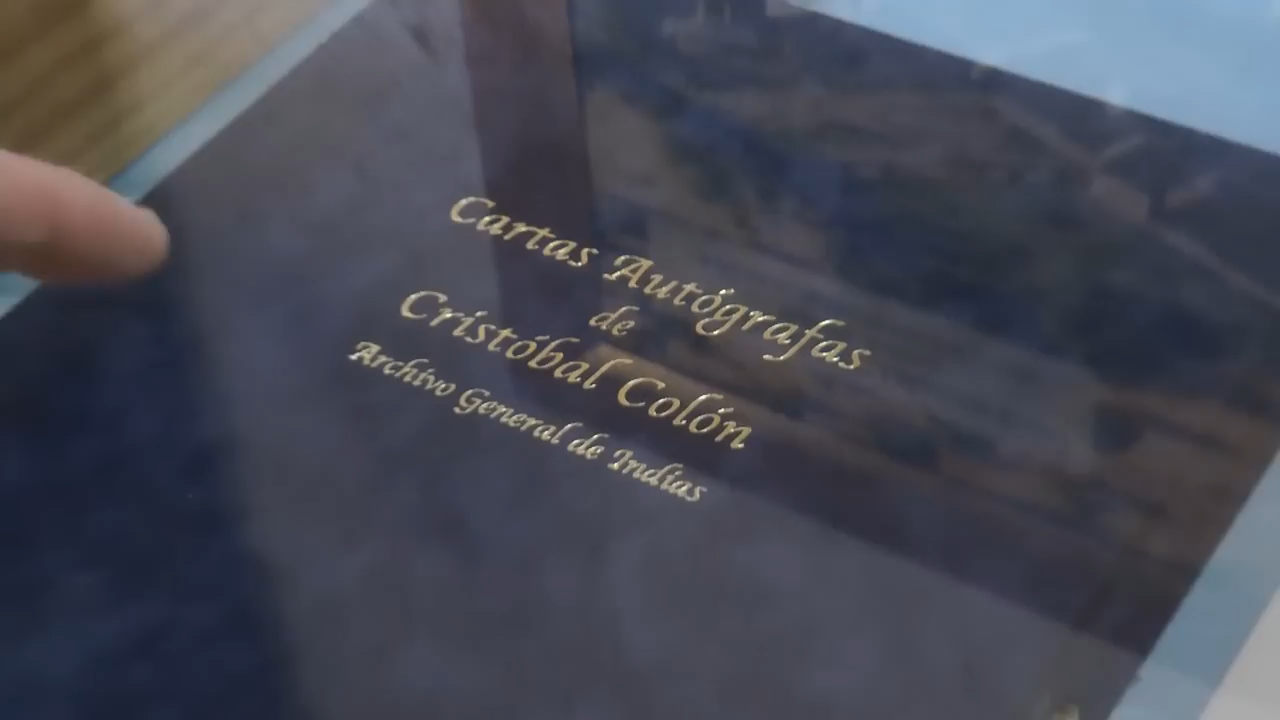 Cartas Autógrafas
de
Cristóbal Colón
Archivo General de Indias